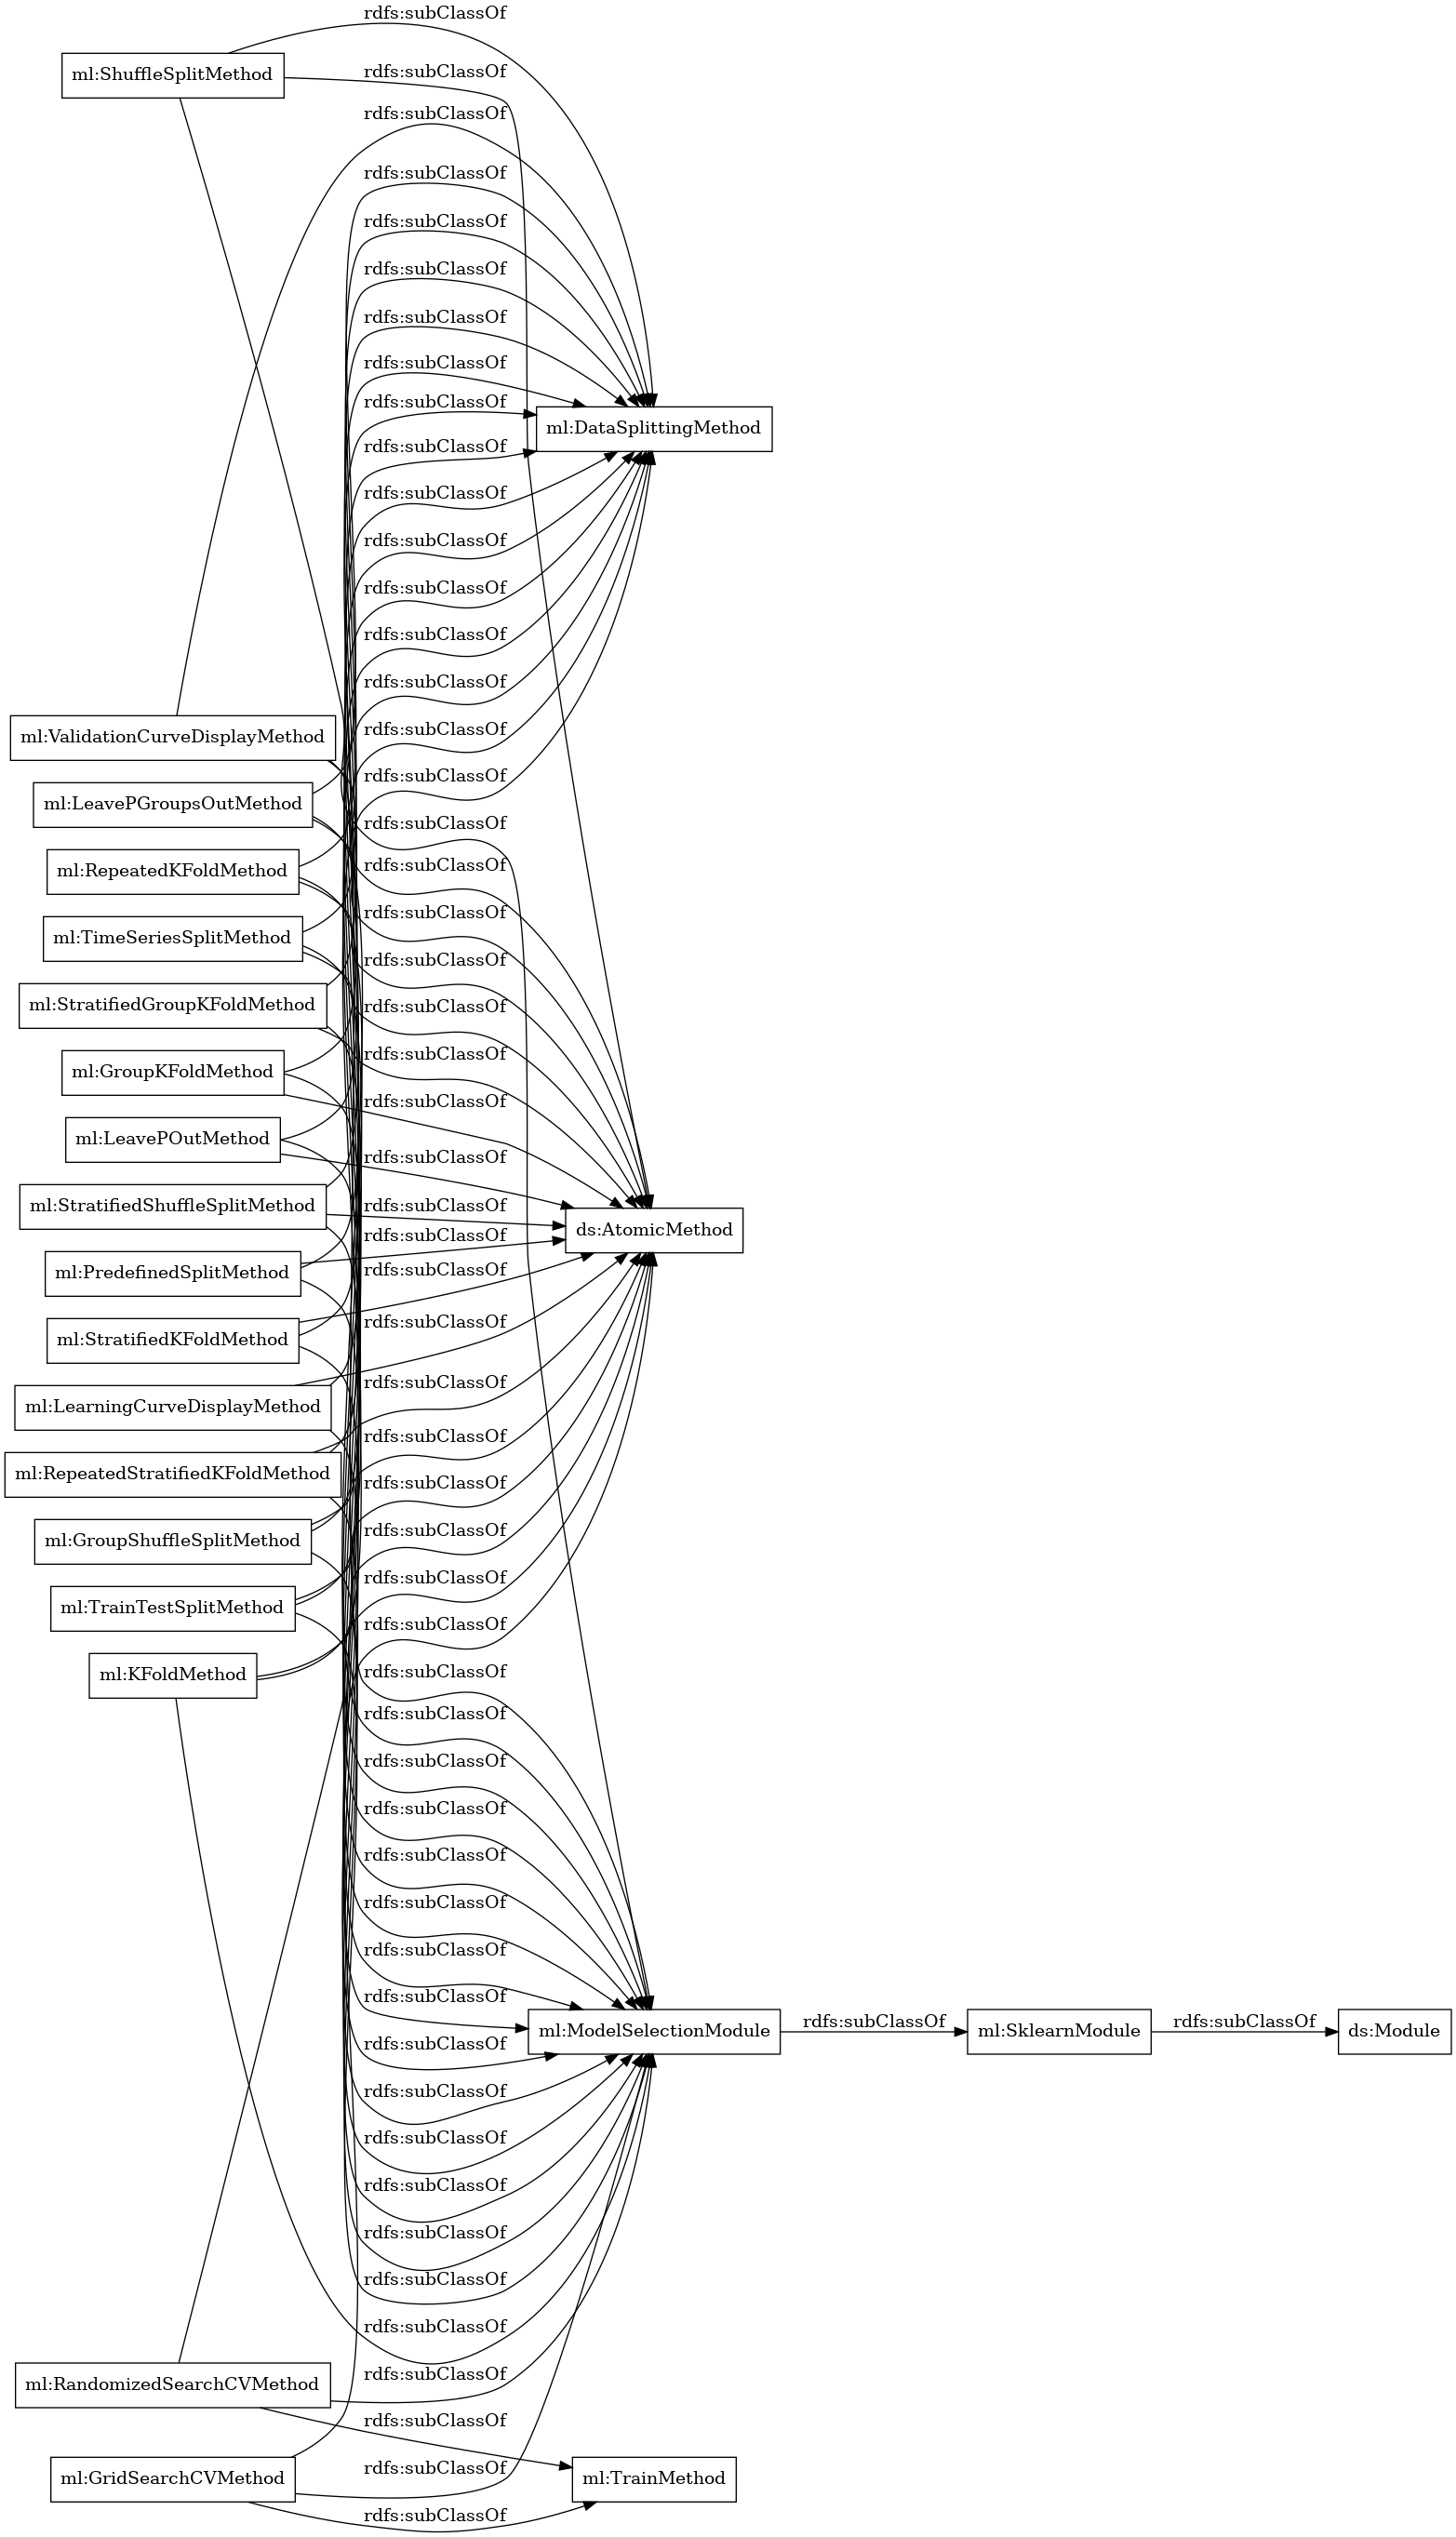 rdfs:subClassOf
rdfs:subClassOf
ml:ShuffleSplitMethod
rdfs:subClassOf
rdfs:subClassOf
rdfs:subClassOf
rdfs:subClassOf
rdfs:subClassOf
rdfs:subClassOf
rdfs:subClassOf
ml:DataSplittingMethod
rdfs:subClassOf
rdfs:subClassOf
rdfs:subClassOf
rdfs:subClassOf
rdfs:subClassOf
rdfs:subClassOf
rdfs:subClassOf
ml:ValidationCurveDisplayMethod
rdfs:subClassOf
ml:LeavePGroupsOutMethod
rdfs:subClassOf
rdfs:subClassOf
ml:RepeatedKFoldMethod
rdfs:subClassOf
ml:TimeSeriesSplitMethod
rdfs:subClassOf
ml:StratifiedGroupKFoldMethod
rdfs:subClassOf
rdfs:subClassOf
ml:GroupKFoldMethod
rdfs:subClassOf
ml:LeavePOutMethod
rdfs:subClassOf
ml:StratifiedShuffleSplitMethod
rdfs:subClassOf
ds:AtomicMethod
rdfs:subClassOf
ml:PredefinedSplitMethod
rdfs:subClassOf
rdfs:subClassOf
ml:StratifiedKFoldMethod
rdfs:subClassOf
ml:LearningCurveDisplayMethod
rdfs:subClassOf
ml:RepeatedStratifiedKFoldMethod
rdfs:subClassOf
rdfs:subClassOf
ml:GroupShuffleSplitMethod
rdfs:subClassOf
ml:TrainTestSplitMethod
rdfs:subClassOf
rdfs:subClassOf
ml:KFoldMethod
rdfs:subClassOf
rdfs:subClassOf
rdfs:subClassOf
rdfs:subClassOf
rdfs:subClassOf
rdfs:subClassOf
rdfs:subClassOf
ml:ModelSelectionModule
rdfs:subClassOf
ml:SklearnModule
rdfs:subClassOf
ds:Module
rdfs:subClassOf
rdfs:subClassOf
rdfs:subClassOf
rdfs:subClassOf
rdfs:subClassOf
rdfs:subClassOf
rdfs:subClassOf
rdfs:subClassOf
ml:RandomizedSearchCVMethod
rdfs:subClassOf
rdfs:subClassOf
ml:GridSearchCVMethod
ml:TrainMethod
rdfs:subClassOf